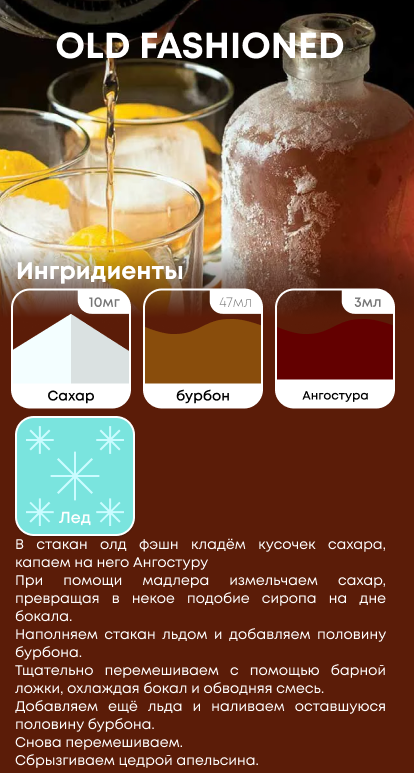 OLD FASHIONED
Ингридиенты
10мг
47мл
3мл
Сахар
бурбон
Ангостура
Лед
В стакан олд фэшн кладём кусочек сахара,
капаем на него Ангостуру
При помощи мадлера измельчаем сахар,
превращая в некое подобие сиропа на дне
бокала.
Наполняем стакан льдом и добавляем половину
бурбона.
Тщательно перемешиваем с помощью барной
ложки, охлаждая бокал и обводняя смесь.
Добавляем ещё льда и наливаем оставшуюся
половину бурбона.
Снова перемешиваем.
Сбрызгиваем цедрой апельсина.